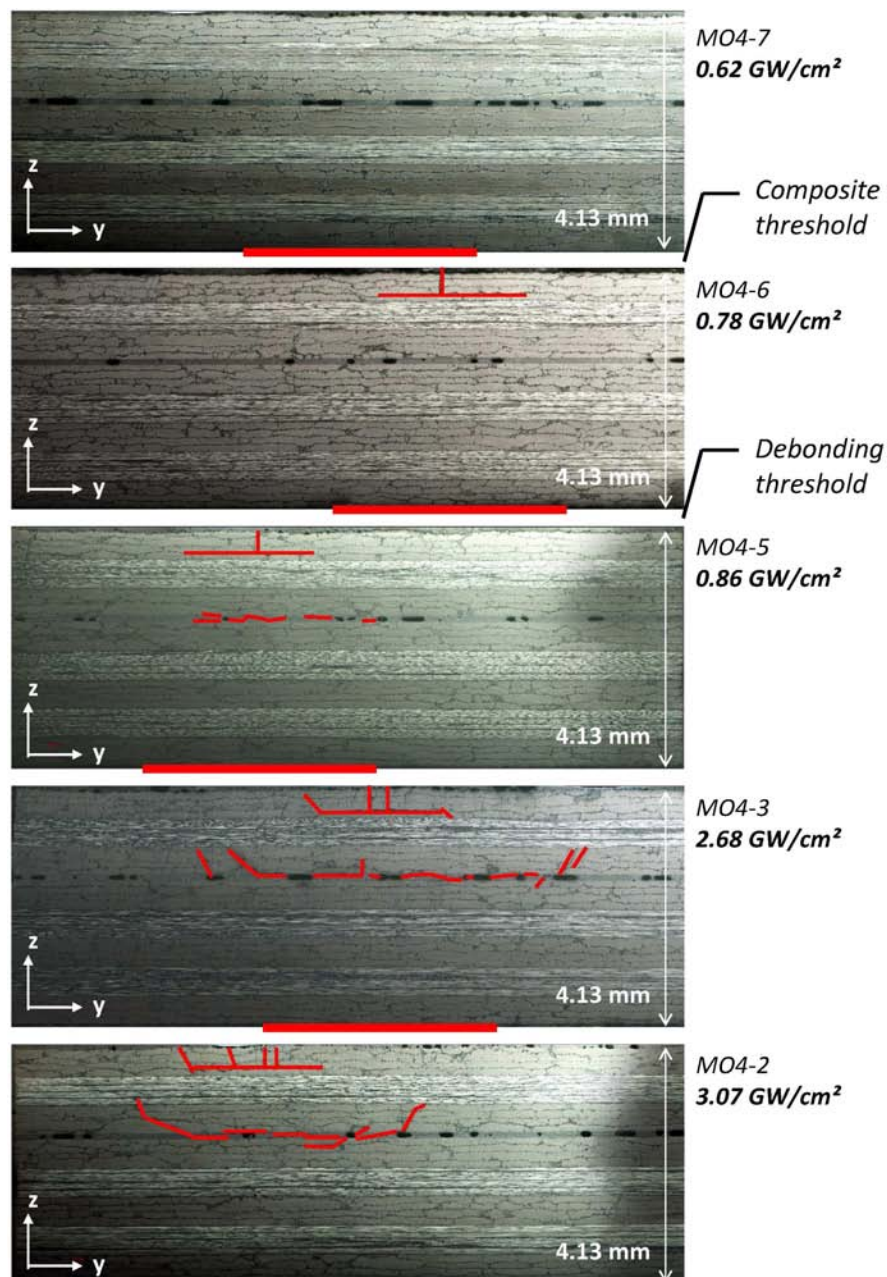 MO4-7
0.62 GW/cm²
z
y
4.13 mm
Composite
threshold
MO4-6
0.78 GW/cm²
z
y
4.13 mm
Debonding
threshold
MO4-5
0.86 GW/cm²
z
y
4.13 mm
MO4-3
2.68 GW/cm²
z
y
4.13 mm
MO4-2
3.07 GW/cm²
z
y
4.13 mm